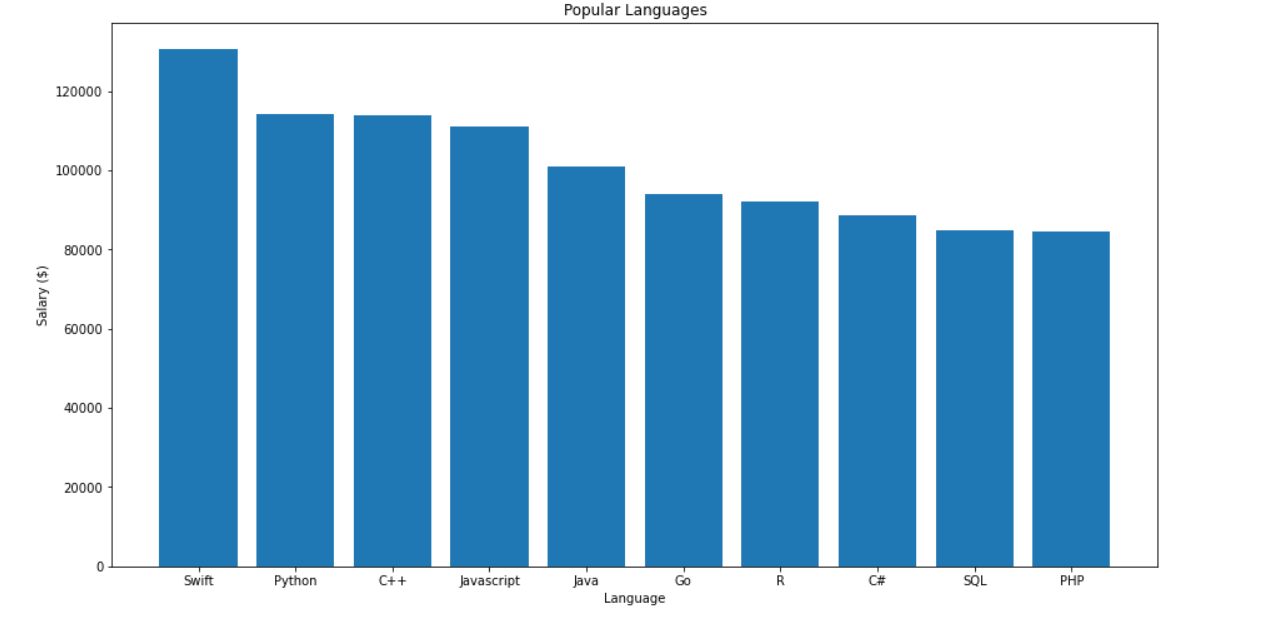 Popular Languages
120000
100000
80000
60000
40000
20000
0
Salary ($)
Swift Python C++ Javascript Java Go R C# SQL PHP
Language